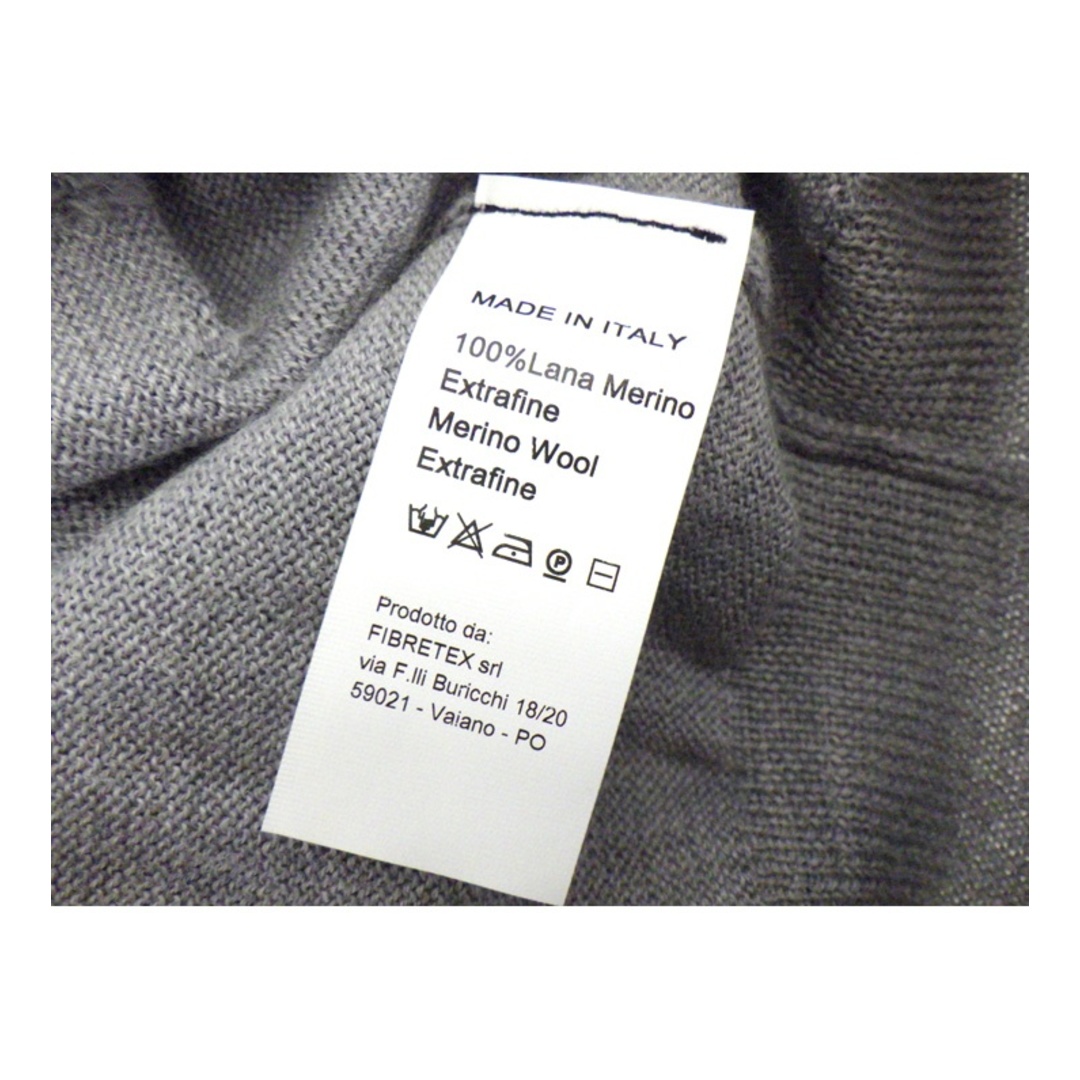 MADE IN ITALY
100%Lana Merino
Extrafine
Merino Wool
Extrafine
P
Prodotto da:
FIBRETEX srl
via F.lli Buricchi 18/20
59021 - Vaiano - PO